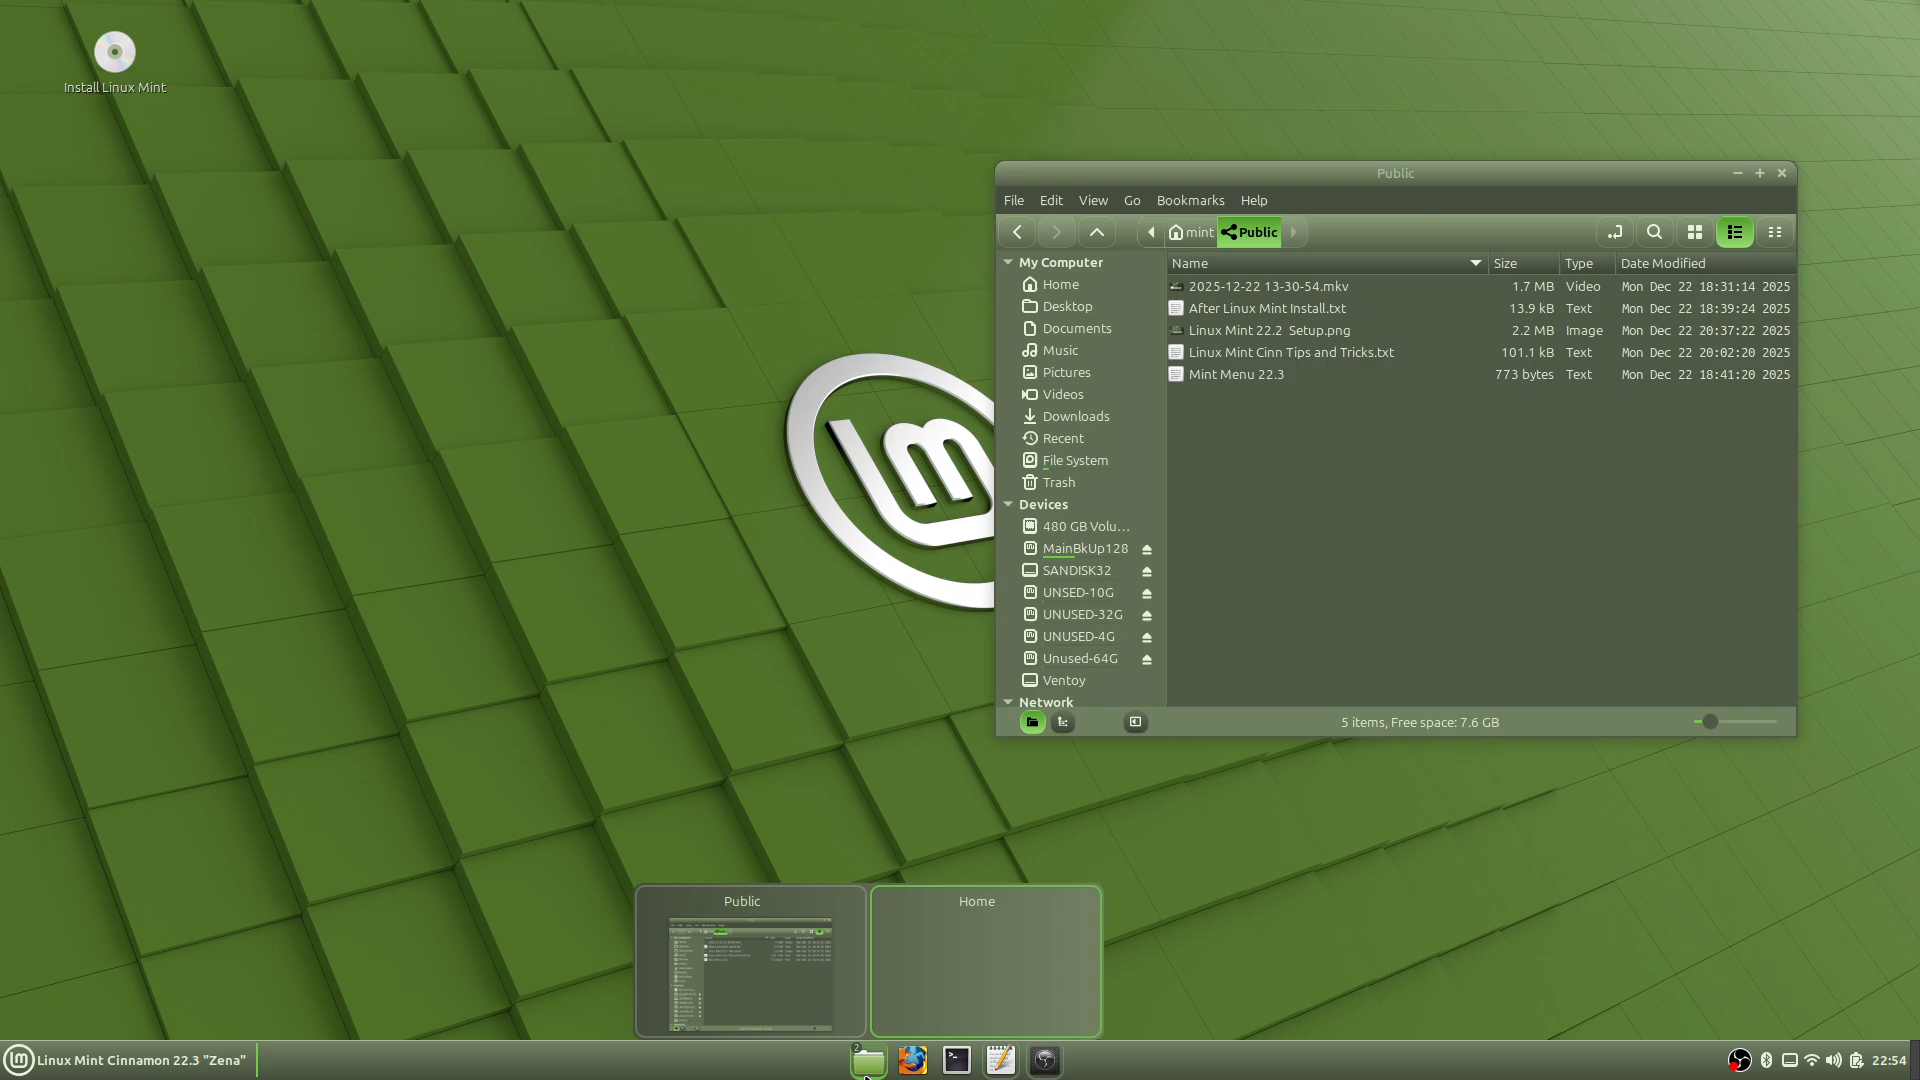 Install Linux Mint
Public
File Edit View Go Bookmarks Help
mint Public
My Computer
Home
Desktop
Documents
Music
Pictures
Videos
Downloads
Recent
File System
Trash
Devices
480 GB Volu...
MainBkUp128
SANDISK32
UNSED-10G
UNUSED-32G
UNUSED-4G
Unused-64G
Ventoy
Network
Name Size Type Date Modified
2025-12-22 13-30-54.mkv 1.7 MB Video Mon Dec 22 18:31:14 2025
After Linux Mint Install.txt 13.9 kB Text Mon Dec 22 18:39:24 2025
Linux Mint 22.2 Setup.png 2.2 MB Image Mon Dec 22 20:37:22 2025
Linux Mint Cinn Tips and Tricks.txt 101.1 kB Text Mon Dec 22 20:02:20 2025
Mint Menu 22.3 773 bytes Text Mon Dec 22 18:41:20 2025
5 items, Free space: 7.6 GB
Public
Home
Linux Mint Cinnamon 22.3 "Zena"
2
22:54